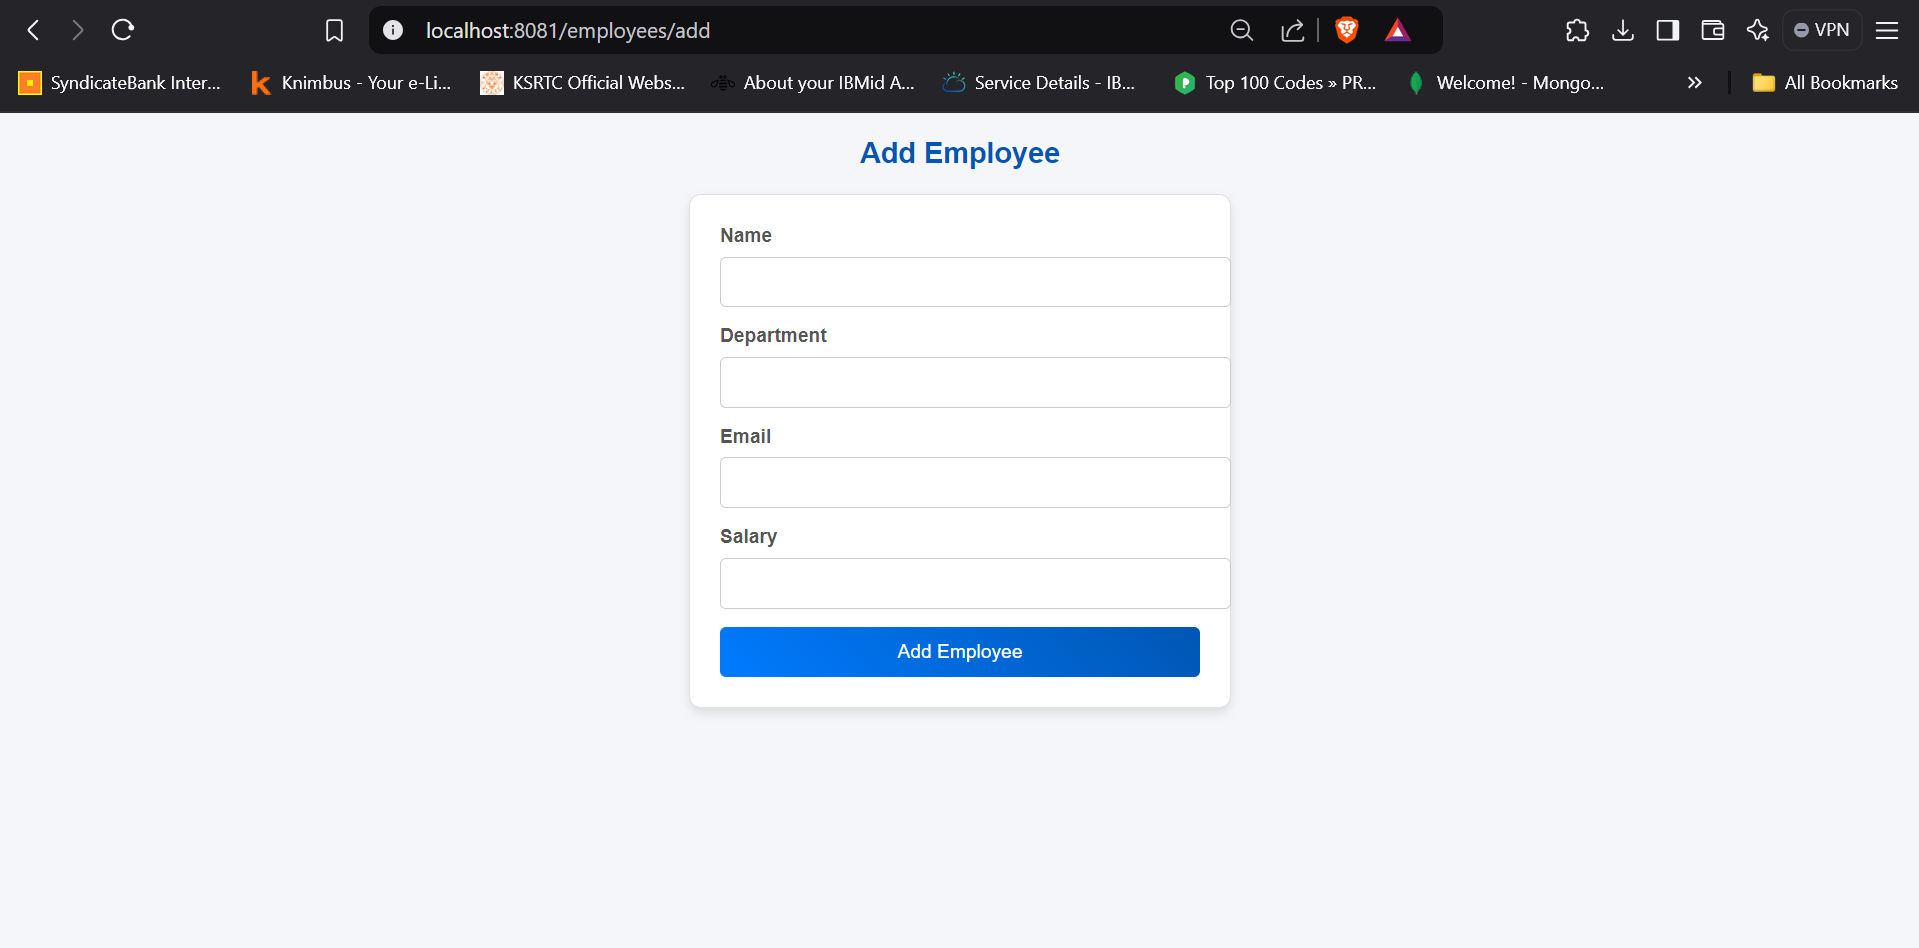 localhost:8081/employees/add
VPN
SyndicateBank Inter...
Knimbus - Your e-Li...
KSRTC Official Webs...
About your IBMid A...
Service Details - IB...
Top 100 Codes » PR...
Welcome! - Mongo...
All Bookmarks
Add Employee
Name
Department
Email
Salary
Add Employee